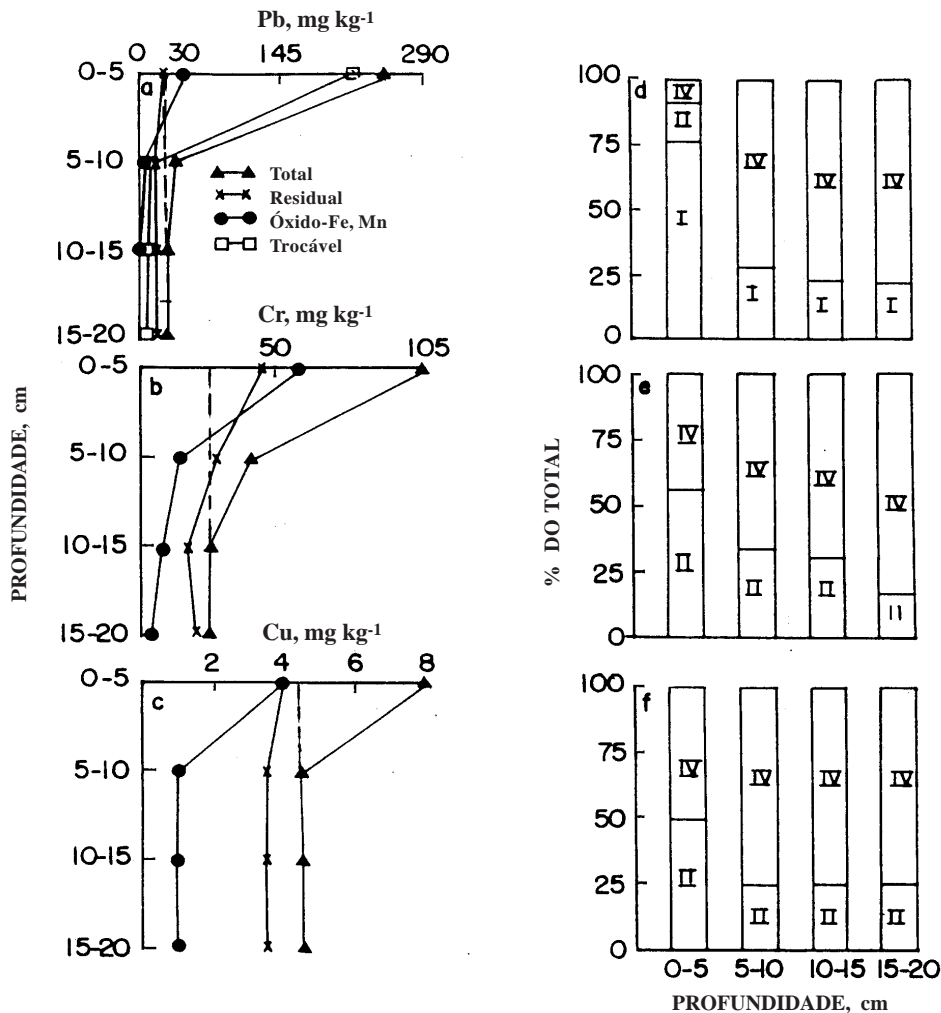 Pb, mg kg-1
0 30 145 290
0-5
5-10
10-15
15-20
a
Total
Residual
Óxido-Fe, Mn
Trocável
Cr, mg kg-1
50 105
0-5
5-10
10-15
15-20
b
Cu, mg kg-1
2 4 6 8
0-5
5-10
10-15
15-20
c
PROFUNDIDADE, cm
100
75
50
25
0
d
IV
II
I
IV
I
IV
I
IV
I
100
75
50
25
0
e
IV
II
IV
II
IV
II
IV
II
100
75
50
25
0
f
IV
II
IV
II
IV
II
IV
II
% DO TOTAL
0-5 5-10 10-15 15-20
PROFUNDIDADE, cm